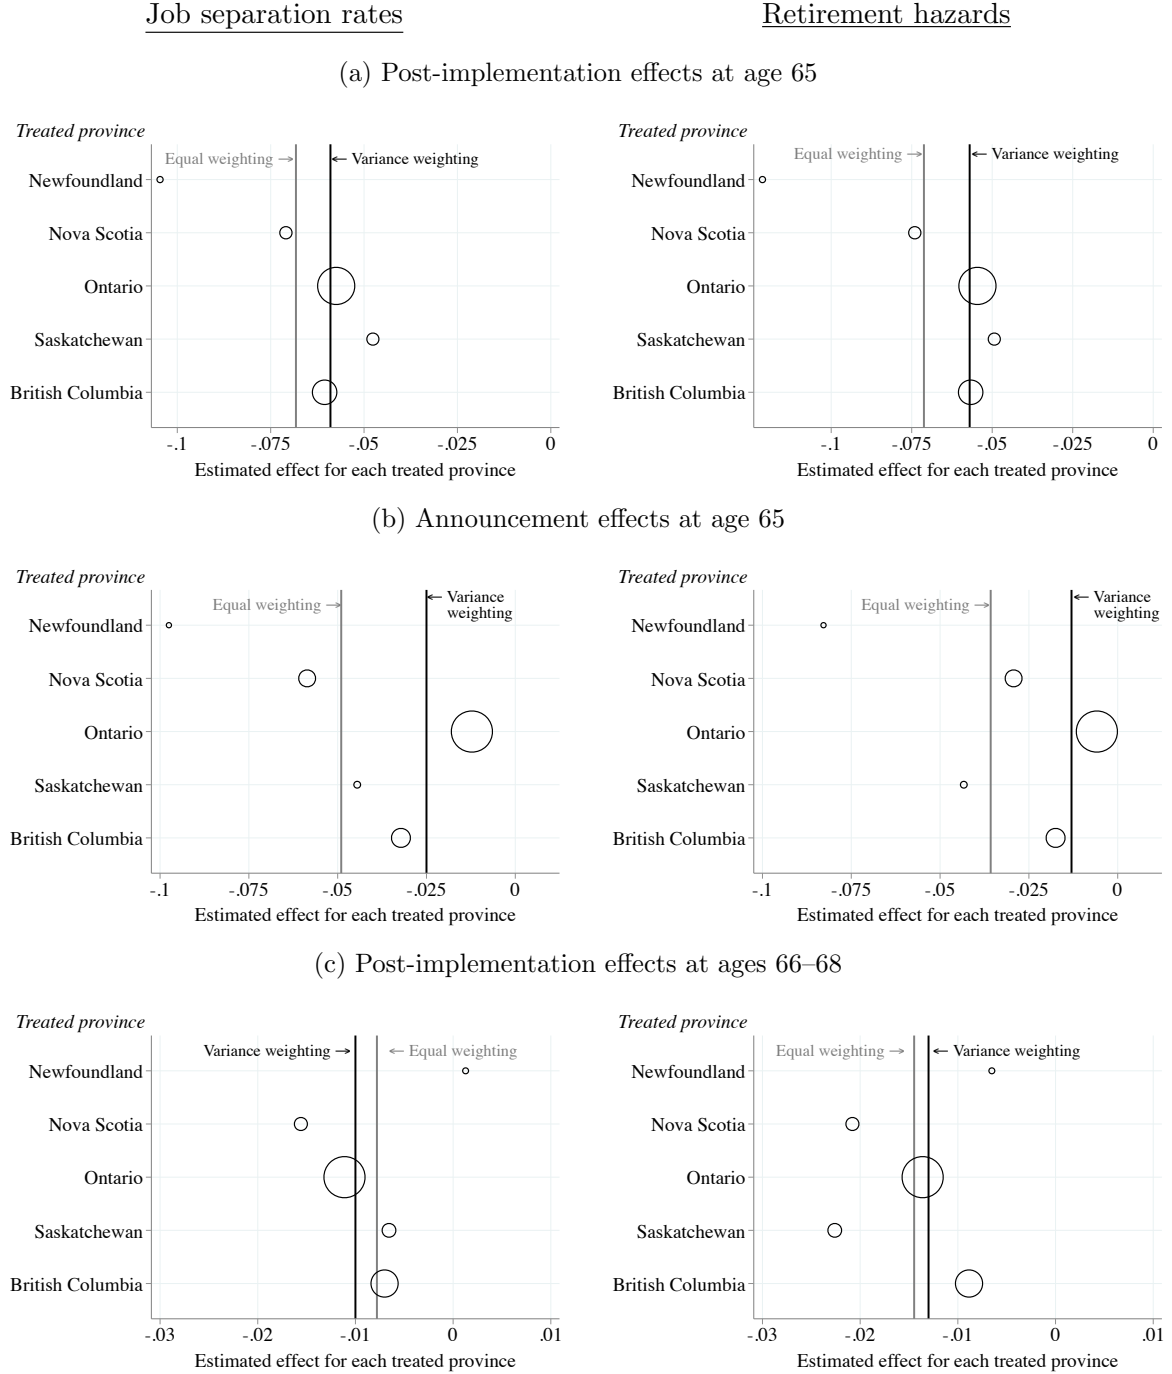 Job separation rates
Retirement hazards
(a) Post-implementation effects at age 65
Treated province
Equal weighting →
← Variance weighting
Newfoundland
Nova Scotia
Ontario
Saskatchewan
British Columbia
-.1 -.075 -.05 -.025 0
Estimated effect for each treated province
Treated province
Equal weighting →
← Variance weighting
Newfoundland
Nova Scotia
Ontario
Saskatchewan
British Columbia
-.1 -.075 -.05 -.025 0
Estimated effect for each treated province
(b) Announcement effects at age 65
Treated province
Equal weighting →
← Variance
weighting
Newfoundland
Nova Scotia
Ontario
Saskatchewan
British Columbia
-.1 -.075 -.05 -.025 0
Estimated effect for each treated province
Treated province
Equal weighting →
← Variance
weighting
Newfoundland
Nova Scotia
Ontario
Saskatchewan
British Columbia
-.1 -.075 -.05 -.025 0
Estimated effect for each treated province
(c) Post-implementation effects at ages 66–68
Treated province
Variance weighting →
← Equal weighting
Newfoundland
Nova Scotia
Ontario
Saskatchewan
British Columbia
-.03 -.02 -.01 0 .01
Estimated effect for each treated province
Treated province
Equal weighting →
← Variance weighting
Newfoundland
Nova Scotia
Ontario
Saskatchewan
British Columbia
-.03 -.02 -.01 0 .01
Estimated effect for each treated province